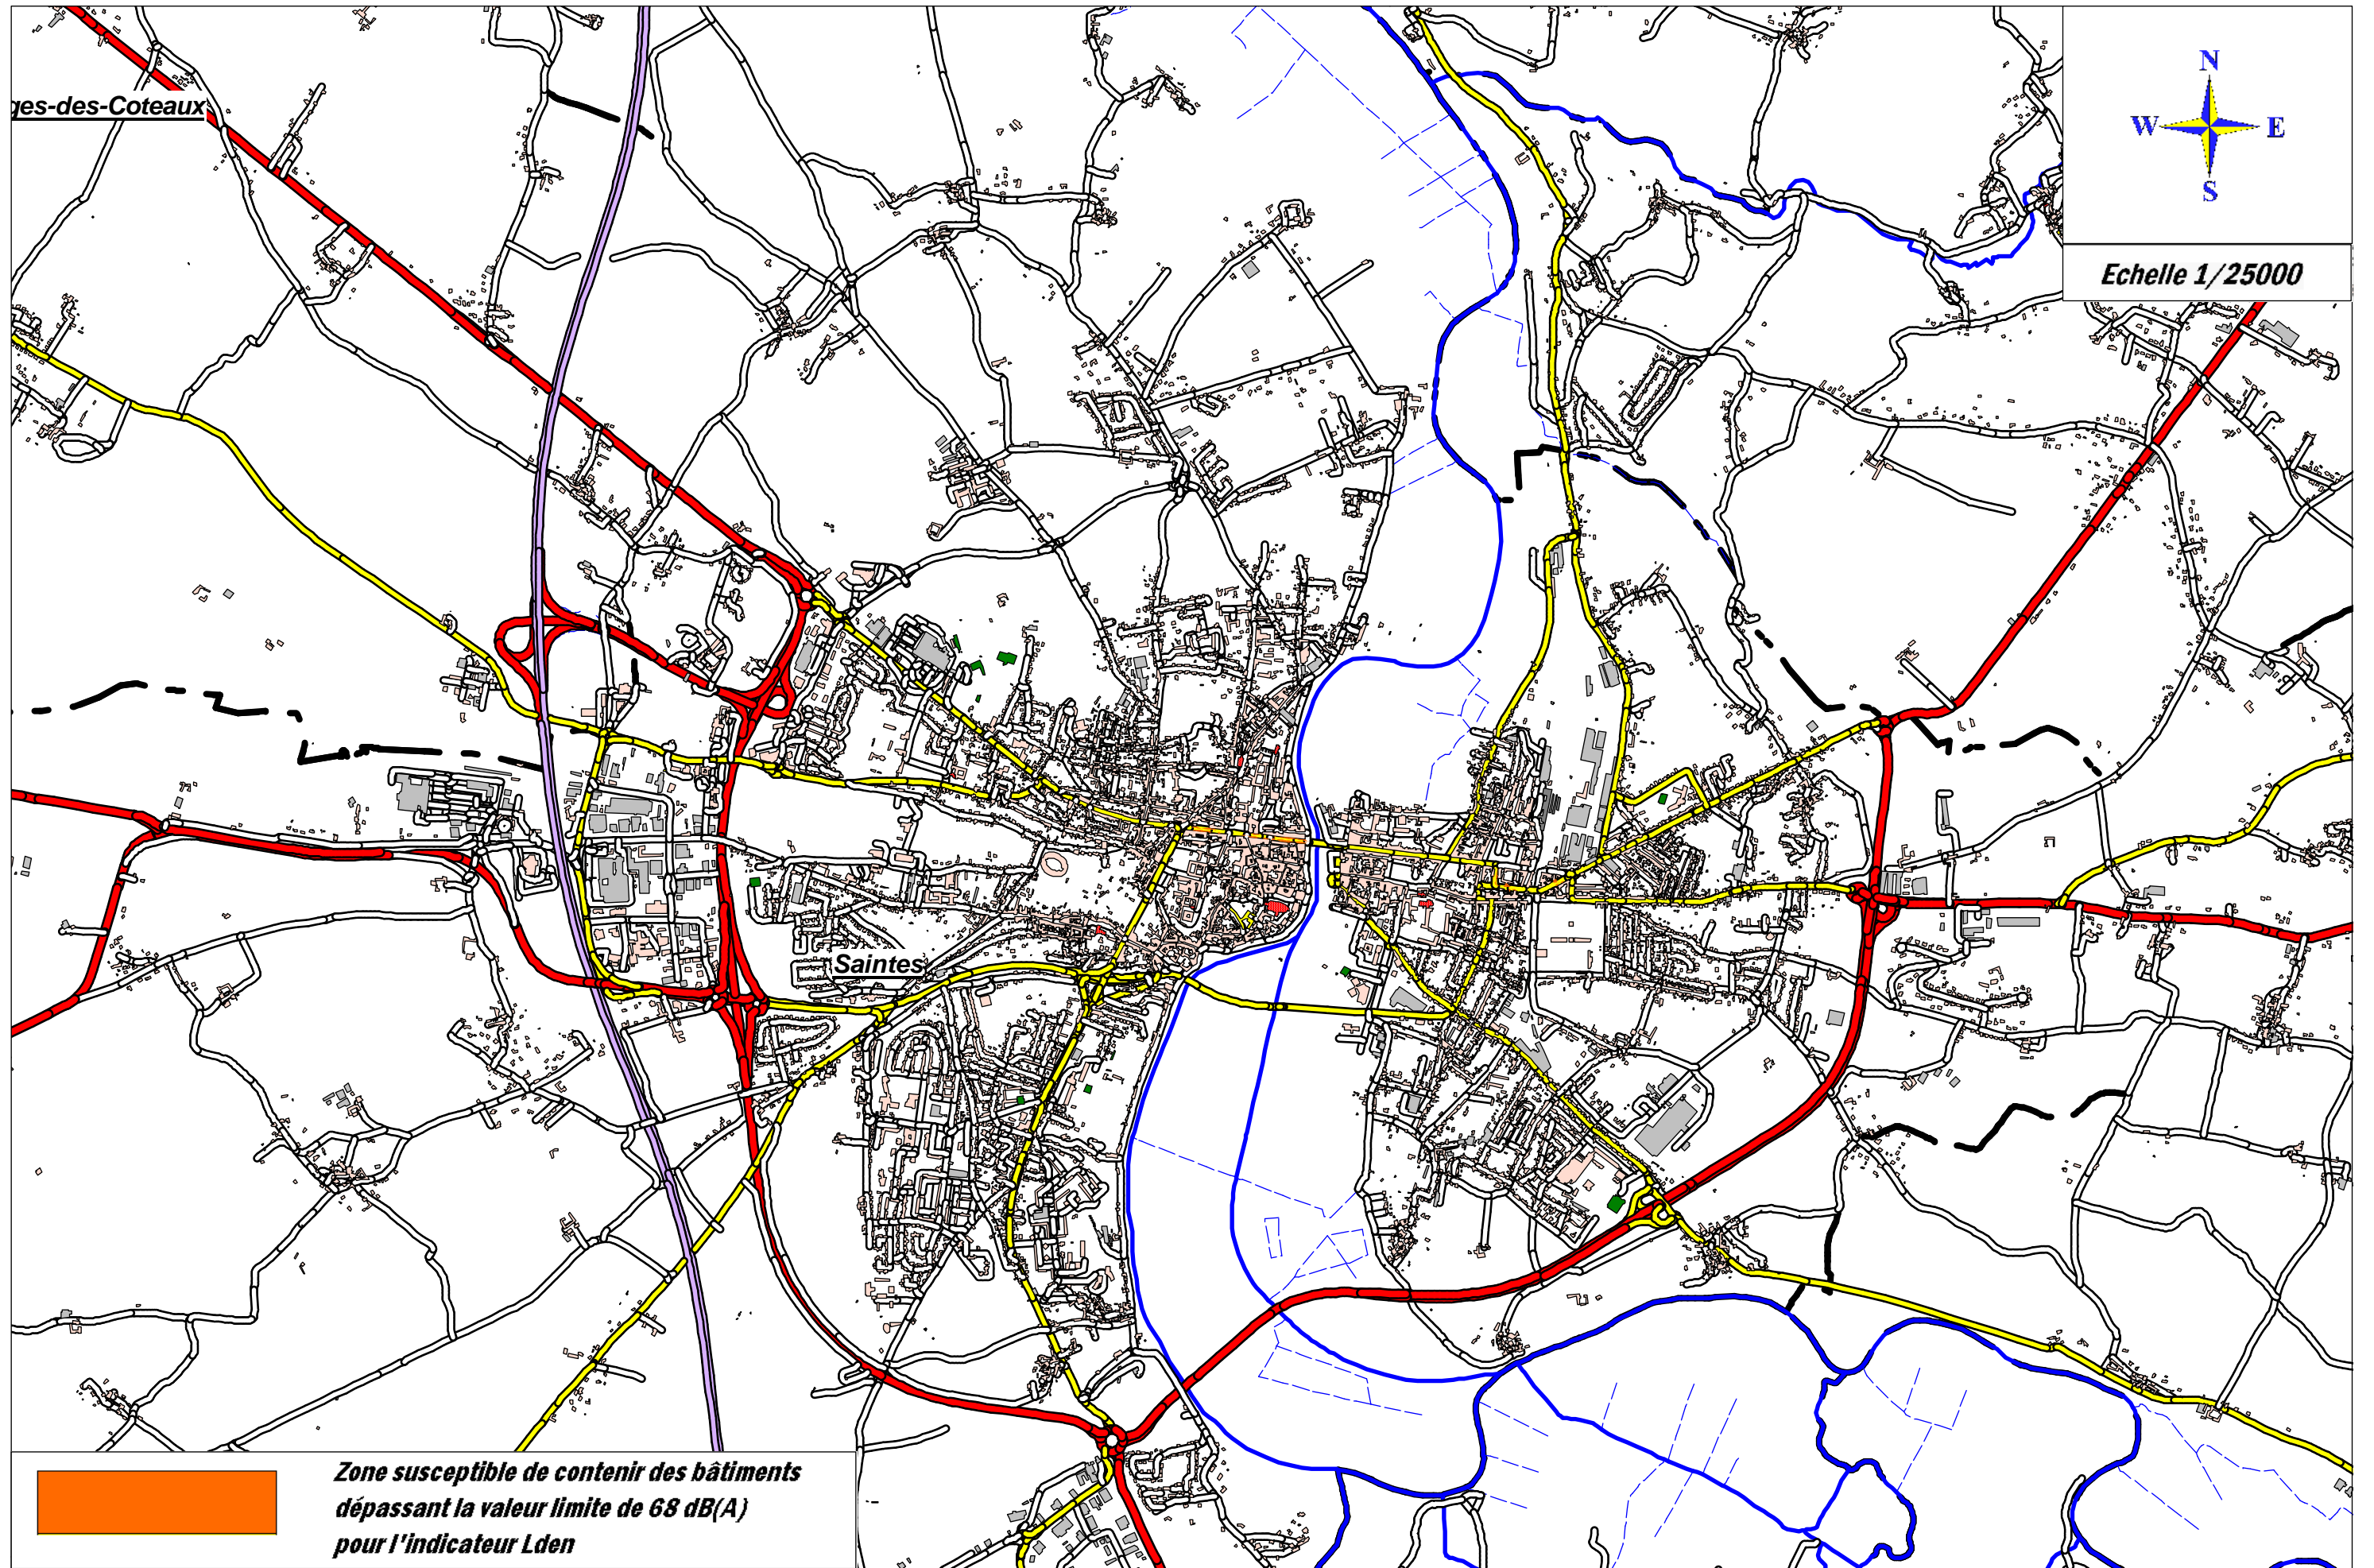 N
W E
S
Echelle 1/25000
ges-des-Coteaux
Saintes
Zone susceptible de contenir des bâtiments
dépassant la valeur limite de 68 dB(A)
pour l'indicateur Lden